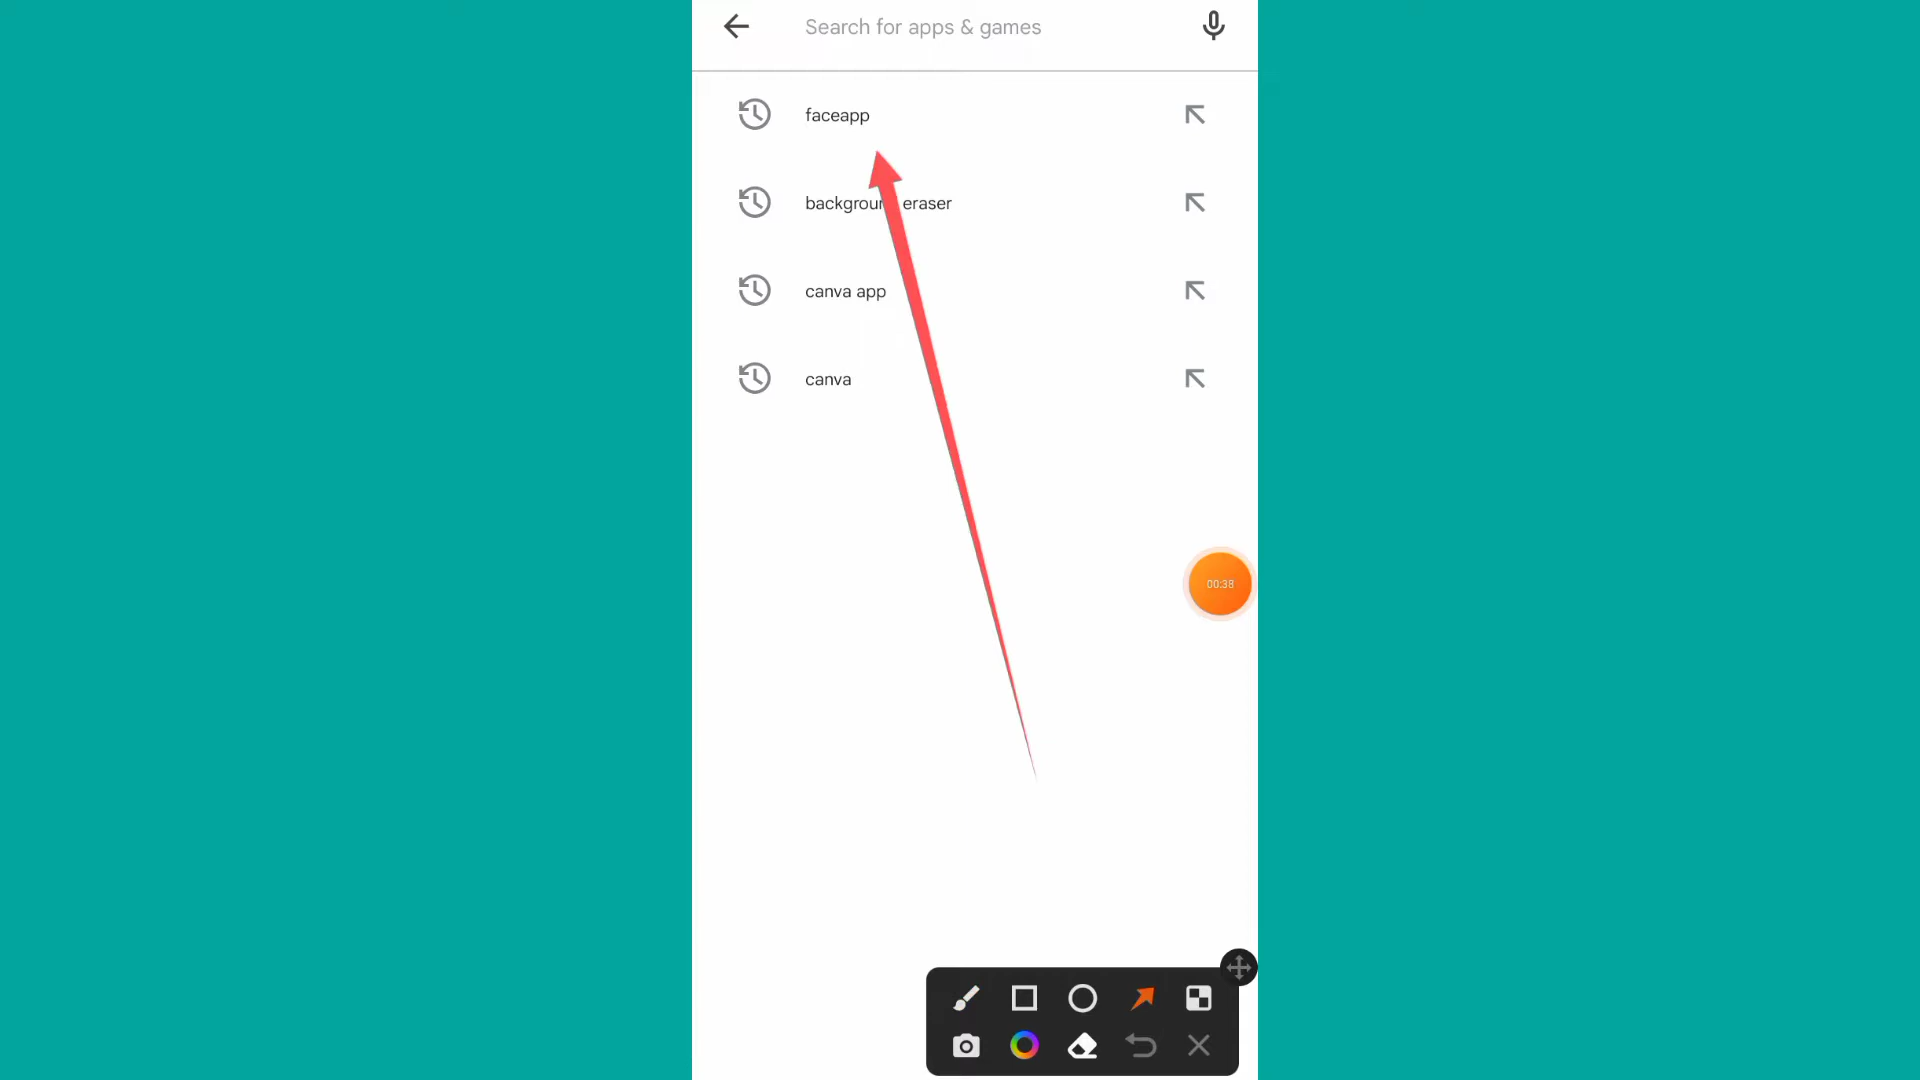 Search for apps & games
faceapp
background eraser
canva app
canva
00:38